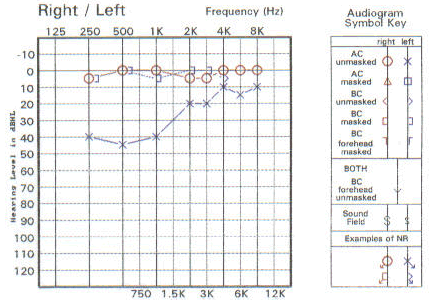 Right / Left Frequency (Hz)
125 250 500 1K 2K 4K 8K
-10
0
10
20
30
40
50
60
70
80
90
100
110
120
Hearing Level in dBHL
750 1.5K 3K 6K 12K
Audiogram
Symbol Key
right left
AC
unmasked
AC
masked
BC
unmasked
BC
masked
BC
forehead
masked
BOTH
BC
forehead
unmasked
Sound
Field
S S
Examples of NR